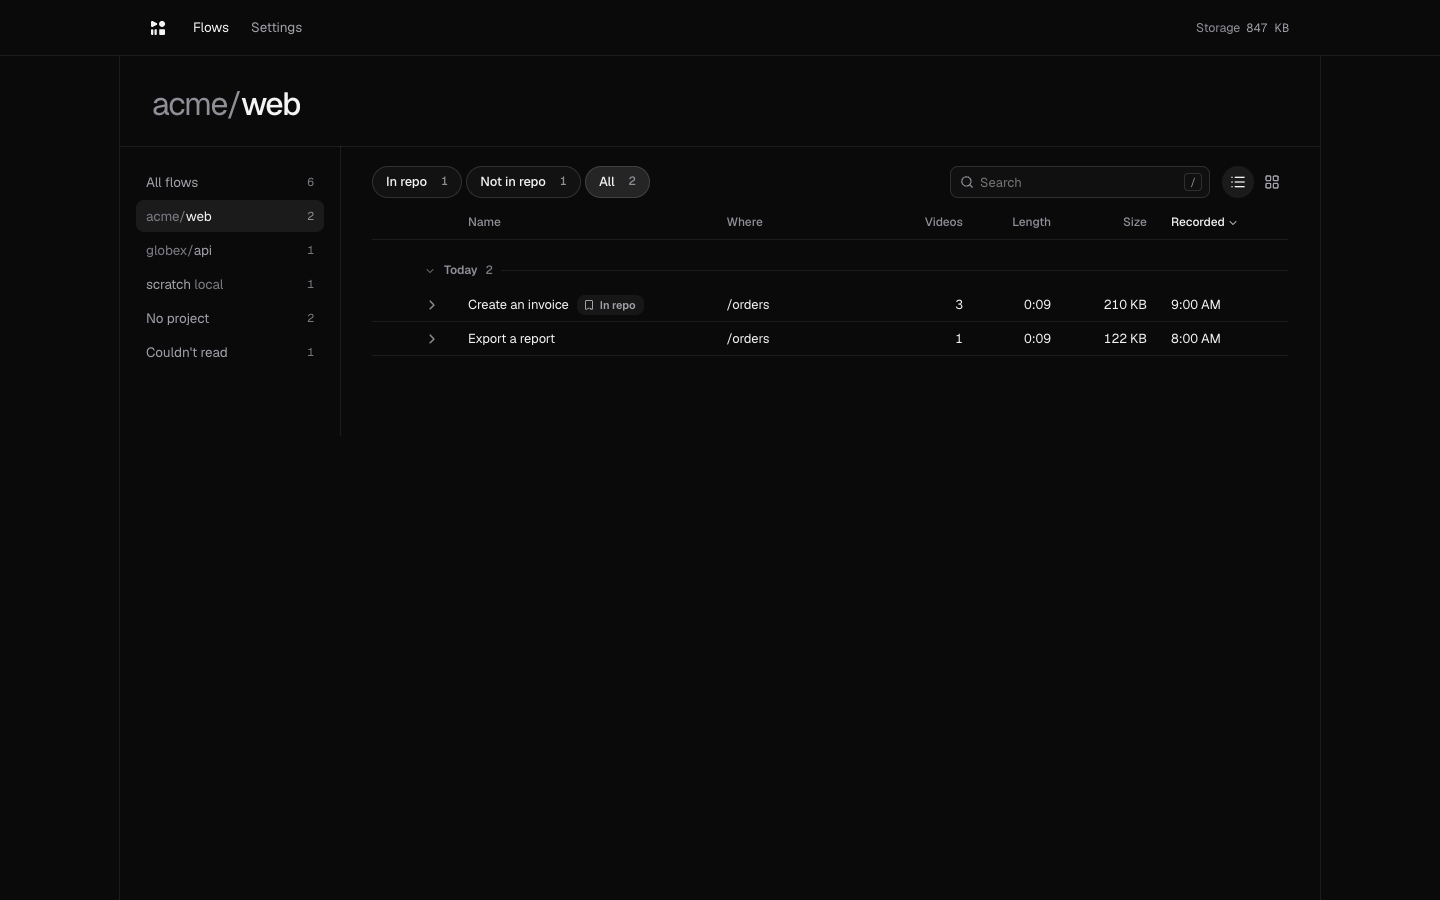 Flows Settings Storage 847 KB
acme/web
All flows 6
acme/web 2
globex/api 1
scratch local 1
No project 2
Couldn't read 1
In repo 1 Not in repo 1 All 2 Search /
Name Where Videos Length Size Recorded
Today 2
Create an invoice In repo /orders 3 0:09 210 KB 9:00 AM
Export a report /orders 1 0:09 122 KB 8:00 AM